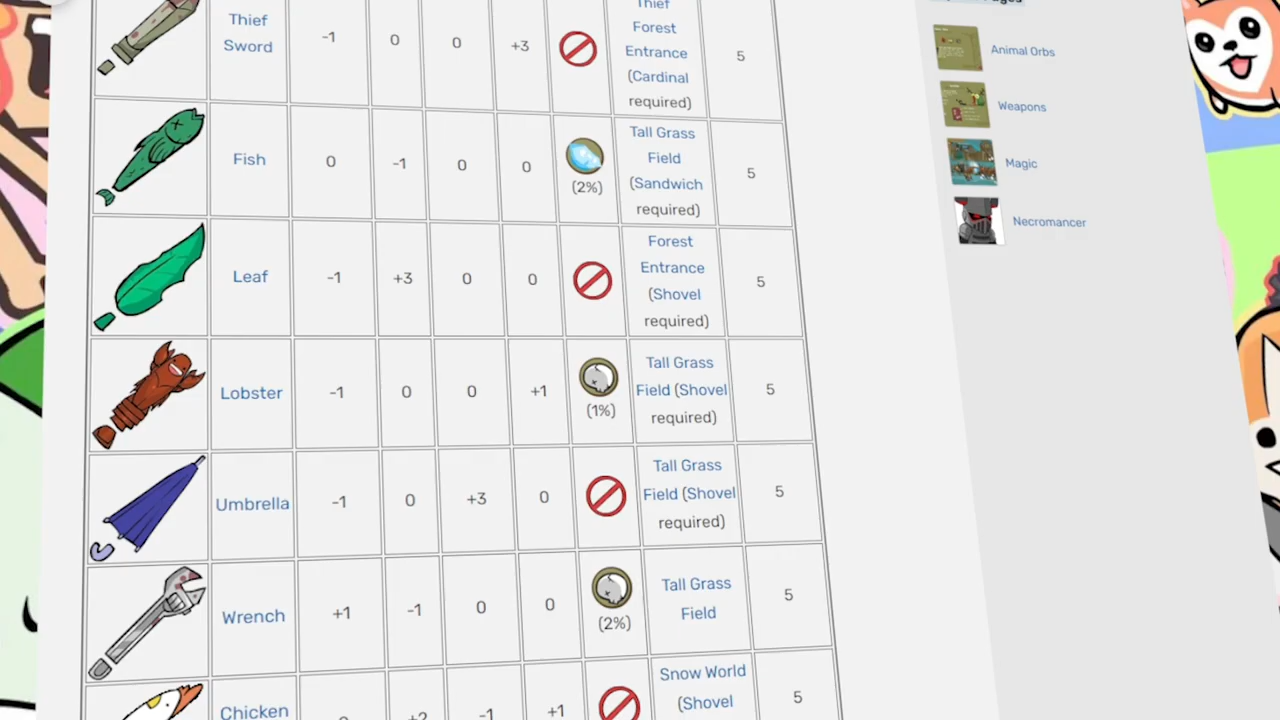 Thief
Sword
-1
0
0
+3
Thief
Forest
Entrance
(Cardinal
required)
5
Fish
0
-1
0
0
(2%)
Tall Grass
Field
(Sandwich
required)
5
Leaf
-1
+3
0
0
Forest
Entrance
(Shovel
required)
5
Lobster
-1
0
0
+1
(1%)
Tall Grass
Field (Shovel
required)
5
Umbrella
-1
0
+3
0
Tall Grass
Field (Shovel
required)
5
Wrench
+1
-1
0
0
(2%)
Tall Grass
Field
5
Chicken
+2
-1
+1
Snow World
(Shovel
5
Animal Orbs
Weapons
Magic
Necromancer